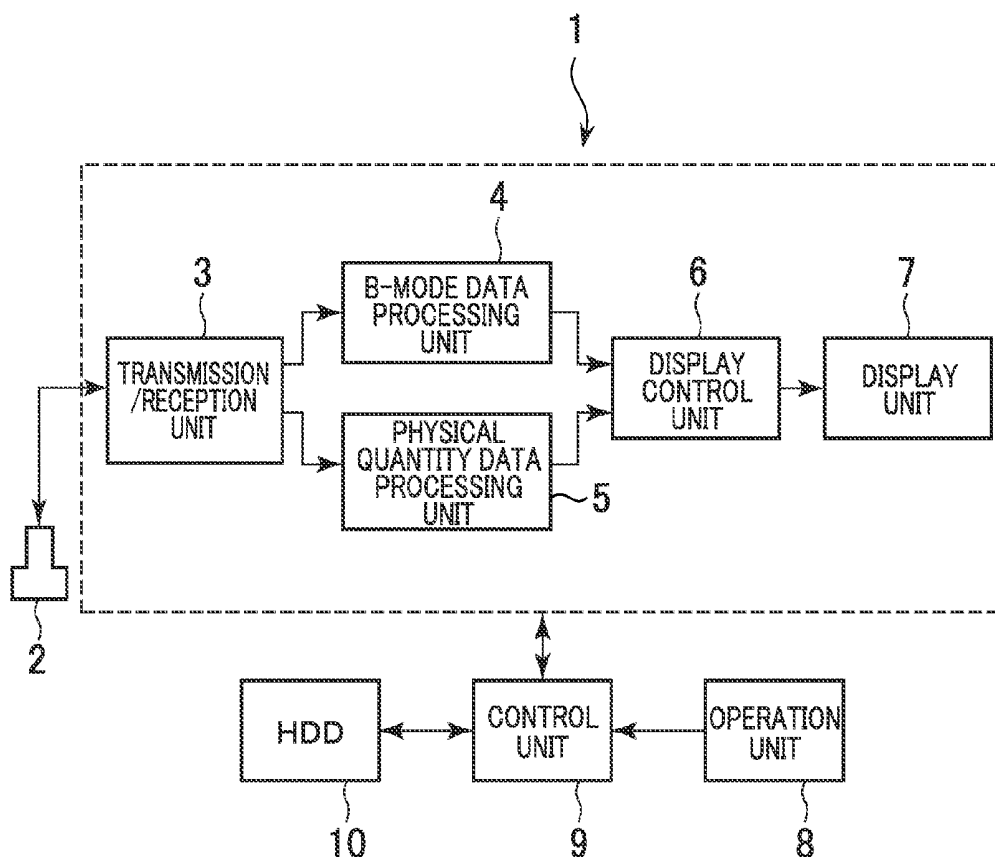 1
4
B-MODE DATA
PROCESSING
UNIT
3
TRANSMISSION
/RECEPTION
UNIT
6
DISPLAY
CONTROL
UNIT
7
DISPLAY
UNIT
PHYSICAL
QUANTITY DATA
PROCESSING
UNIT
5
2
HDD
10
CONTROL
UNIT
9
OPERATION
UNIT
8